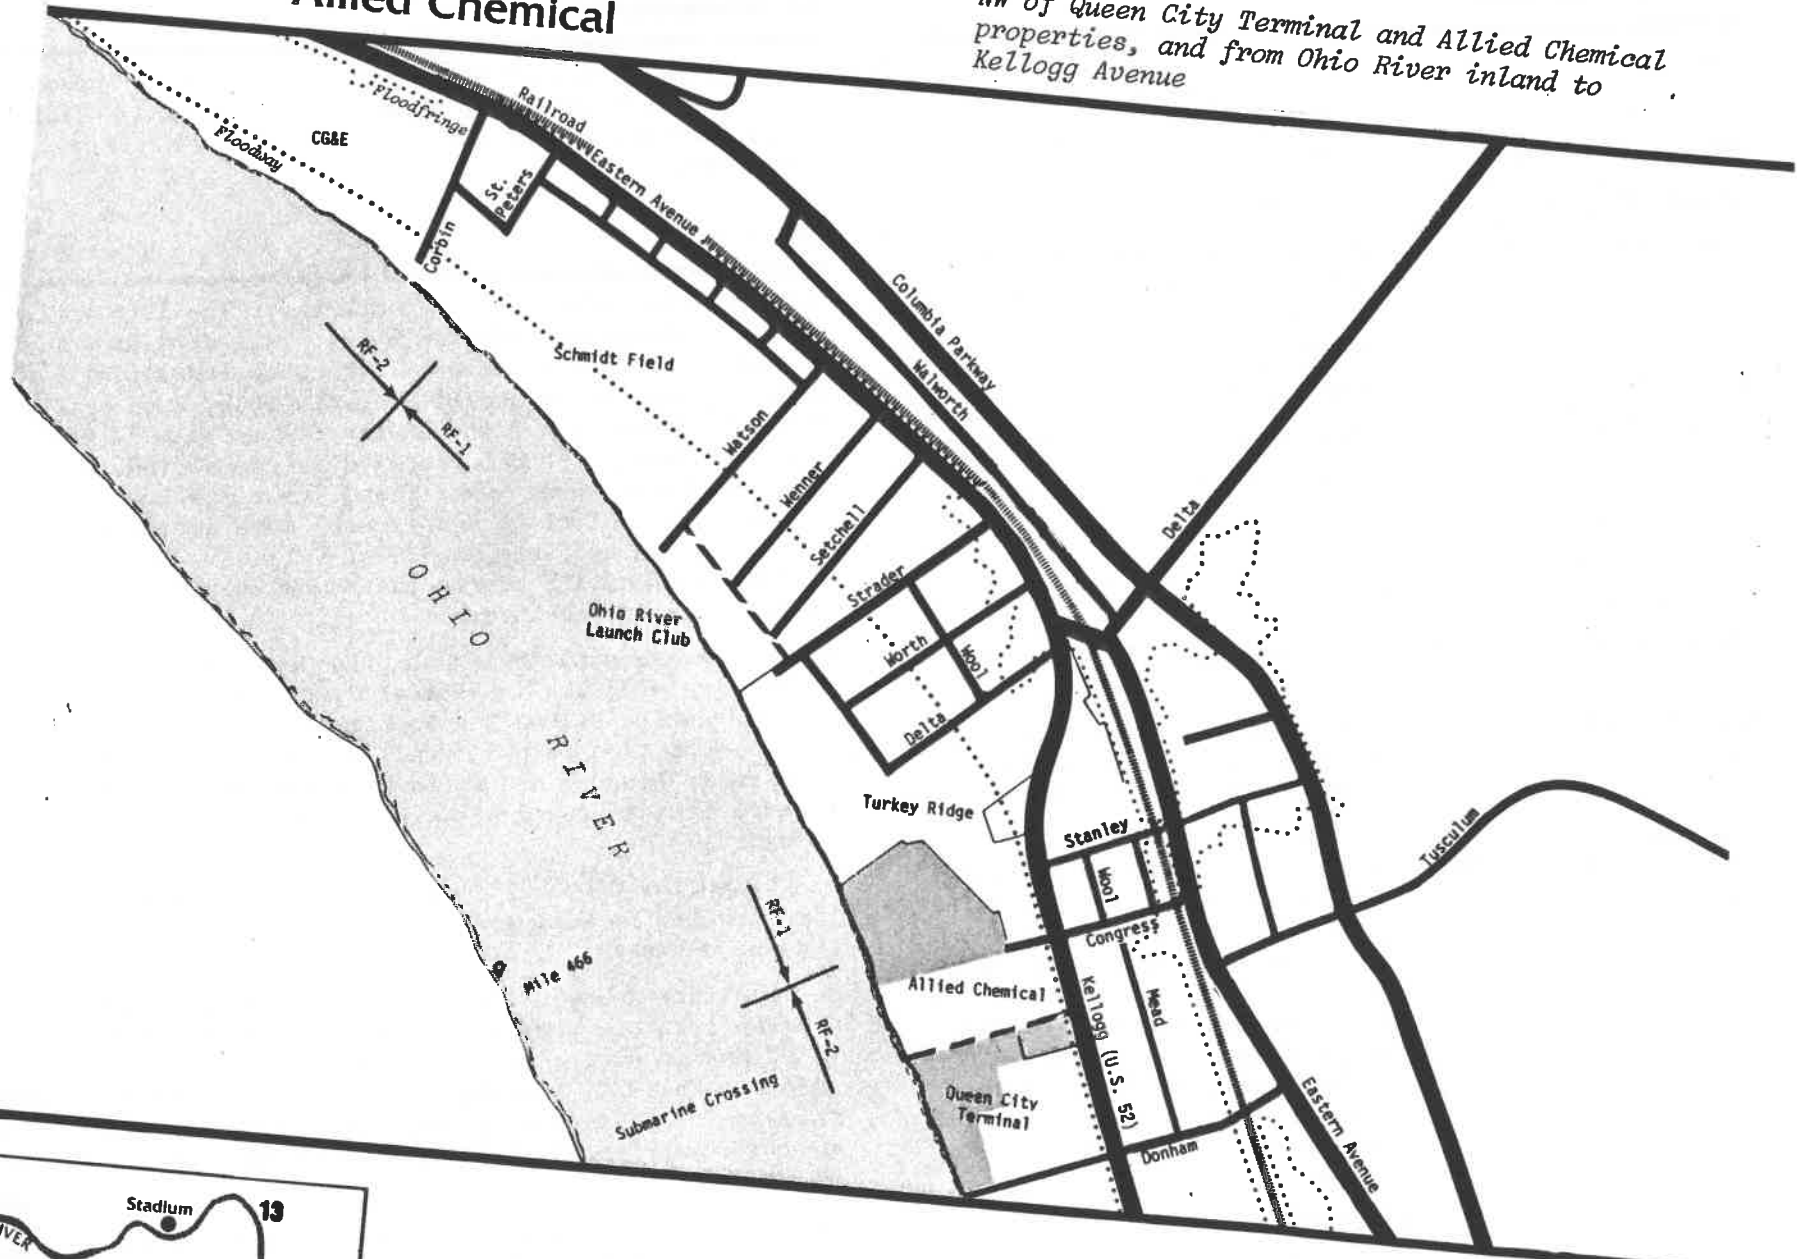 Allied Chemical
NW of Queen City Terminal and Allied Chemical
properties, and from Ohio River inland to
Kellogg Avenue
Railroad
Floodfringe
CG&E
Floodway
St.
Peters
Eastern Avenue
Corbin
Columbia Parkway
Schmidt Field
RF-2
RF-1
Walworth
Watson
Wenner
Setchell
Delta
OHIO
RIVER
Ohio River
Launch Club
Strader
Worth
Wool
Delta
Turkey Ridge
Stanley
Wool
Tusculum
RF-1
Congress
Mile 466
Allied Chemical
Kellogg (U.S. 52)
Mead
RF-2
Submarine Crossing
Queen City
Terminal
Donham
Eastern Avenue
Stadium
13